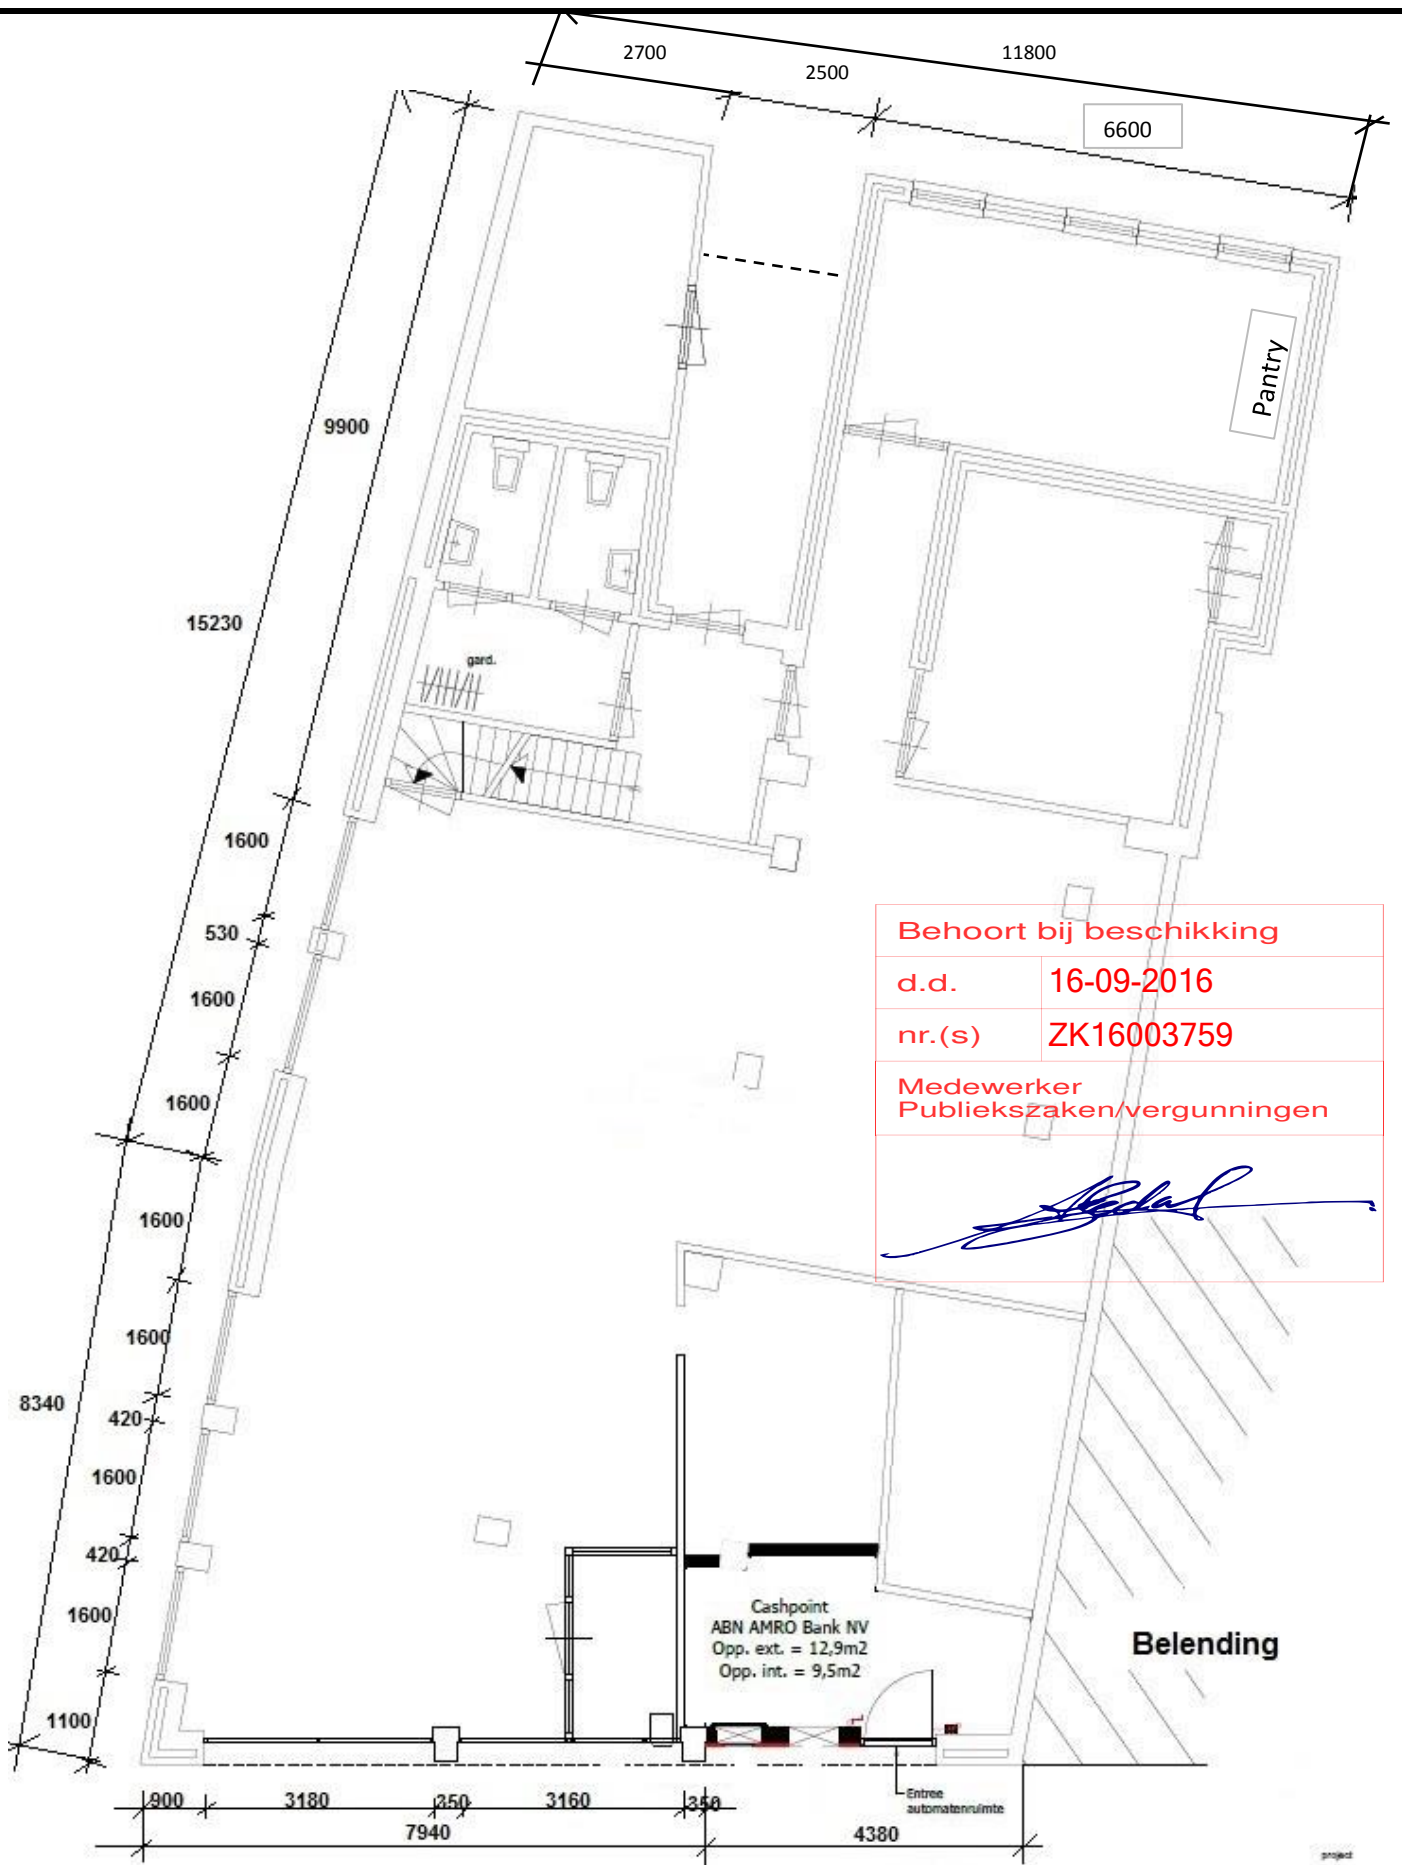 2700
11800
2500
6600
Pantry
9900
15230
gard.
1600
530
1600
1600
Behoort bij beschikking
d.d. 16-09-2016
nr.(s) ZK16003759
Medewerker
Publiekszaken/vergunningen
1600
1600
8340
420
1600
420
1600
1100
Cashpoint
ABN AMRO Bank NV
Opp. ext. = 12,9m2
Opp. int. = 9,5m2
Belending
Entree
automatenruimte
900 3180 350 3160 350
7940 4380
project